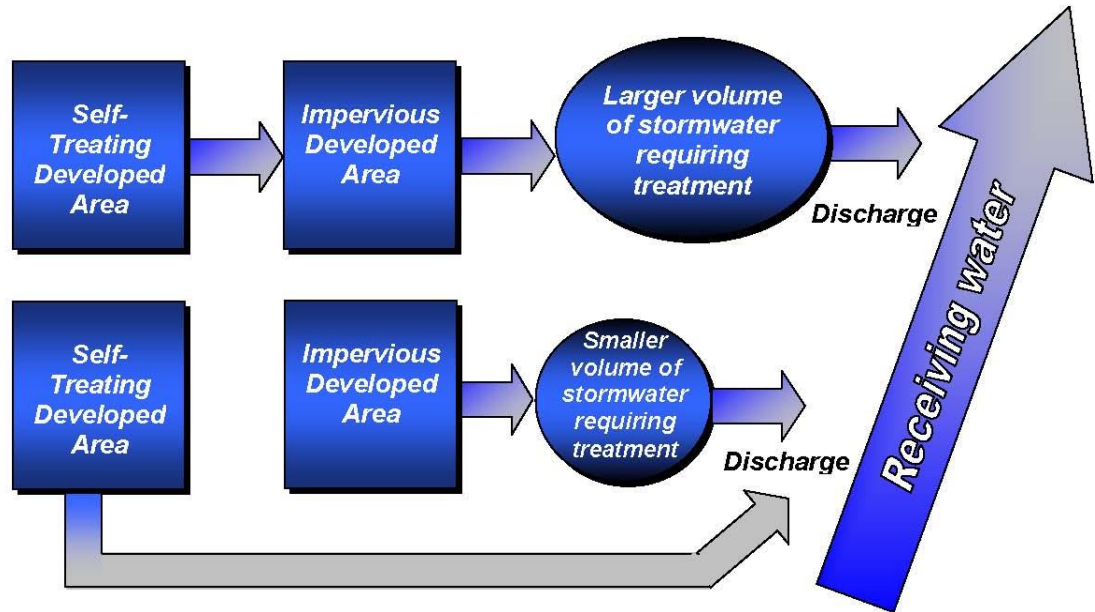 Self-
Treating
Developed
Area
Impervious
Developed
Area
Larger volume
of stormwater
requiring
treatment
Discharge
Self-
Treating
Developed
Area
Impervious
Developed
Area
Smaller
volume of
stormwater
requiring
treatment
Discharge
Receiving water